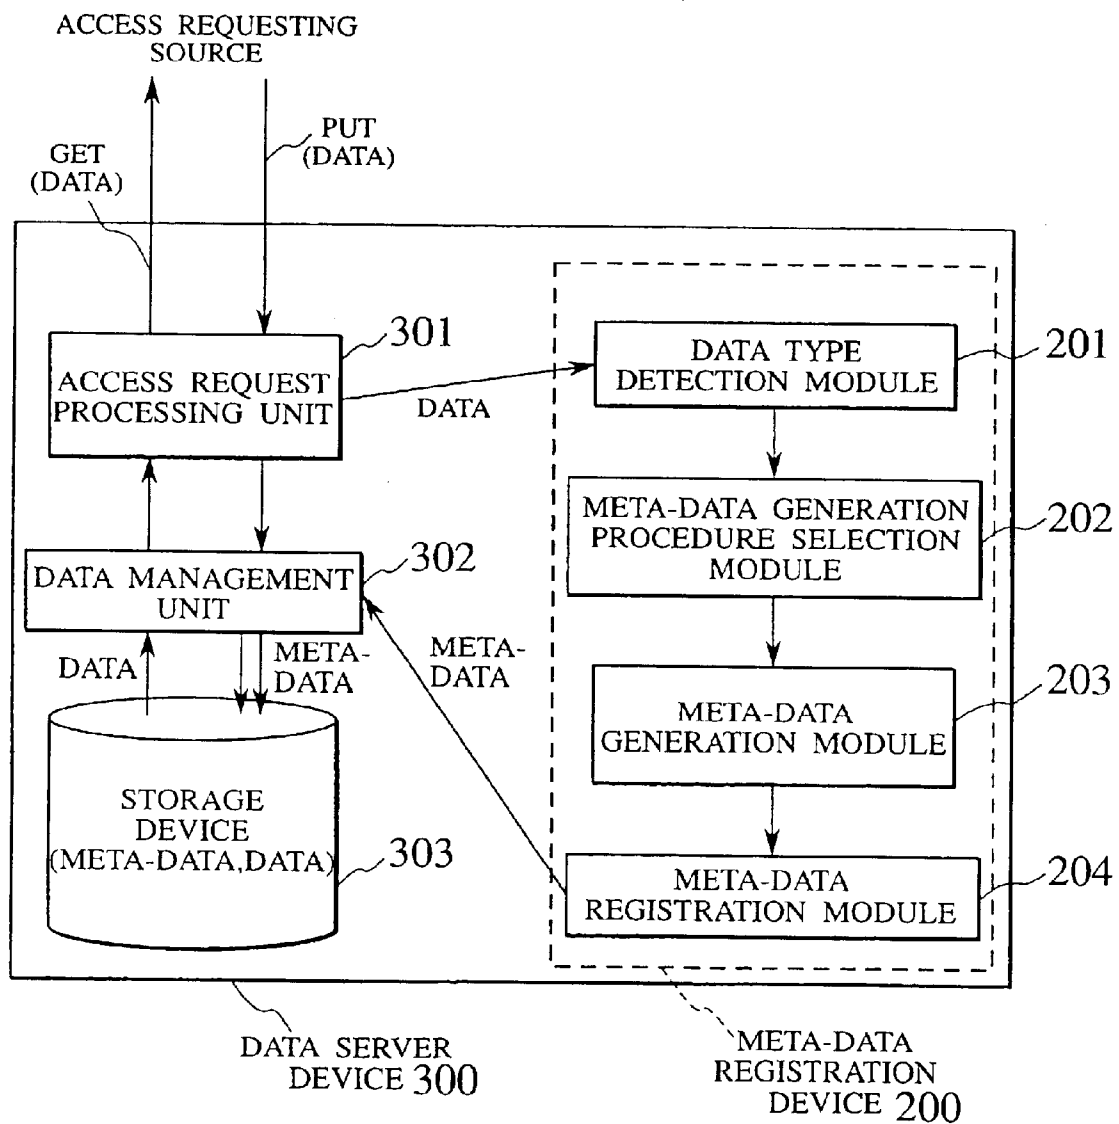 ACCESS REQUESTING
SOURCE
PUT
(DATA)
GET
(DATA)
301
ACCESS REQUEST
PROCESSING UNIT
DATA
DATA TYPE
DETECTION MODULE
201
META-DATA GENERATION
PROCEDURE SELECTION
MODULE
202
302
DATA MANAGEMENT
UNIT
DATA
META-
DATA
META-
DATA
META-DATA
GENERATION MODULE
203
STORAGE
DEVICE
(META-DATA,DATA)
303
META-DATA
REGISTRATION MODULE
204
DATA SERVER
DEVICE 300
META-DATA
REGISTRATION
DEVICE 200